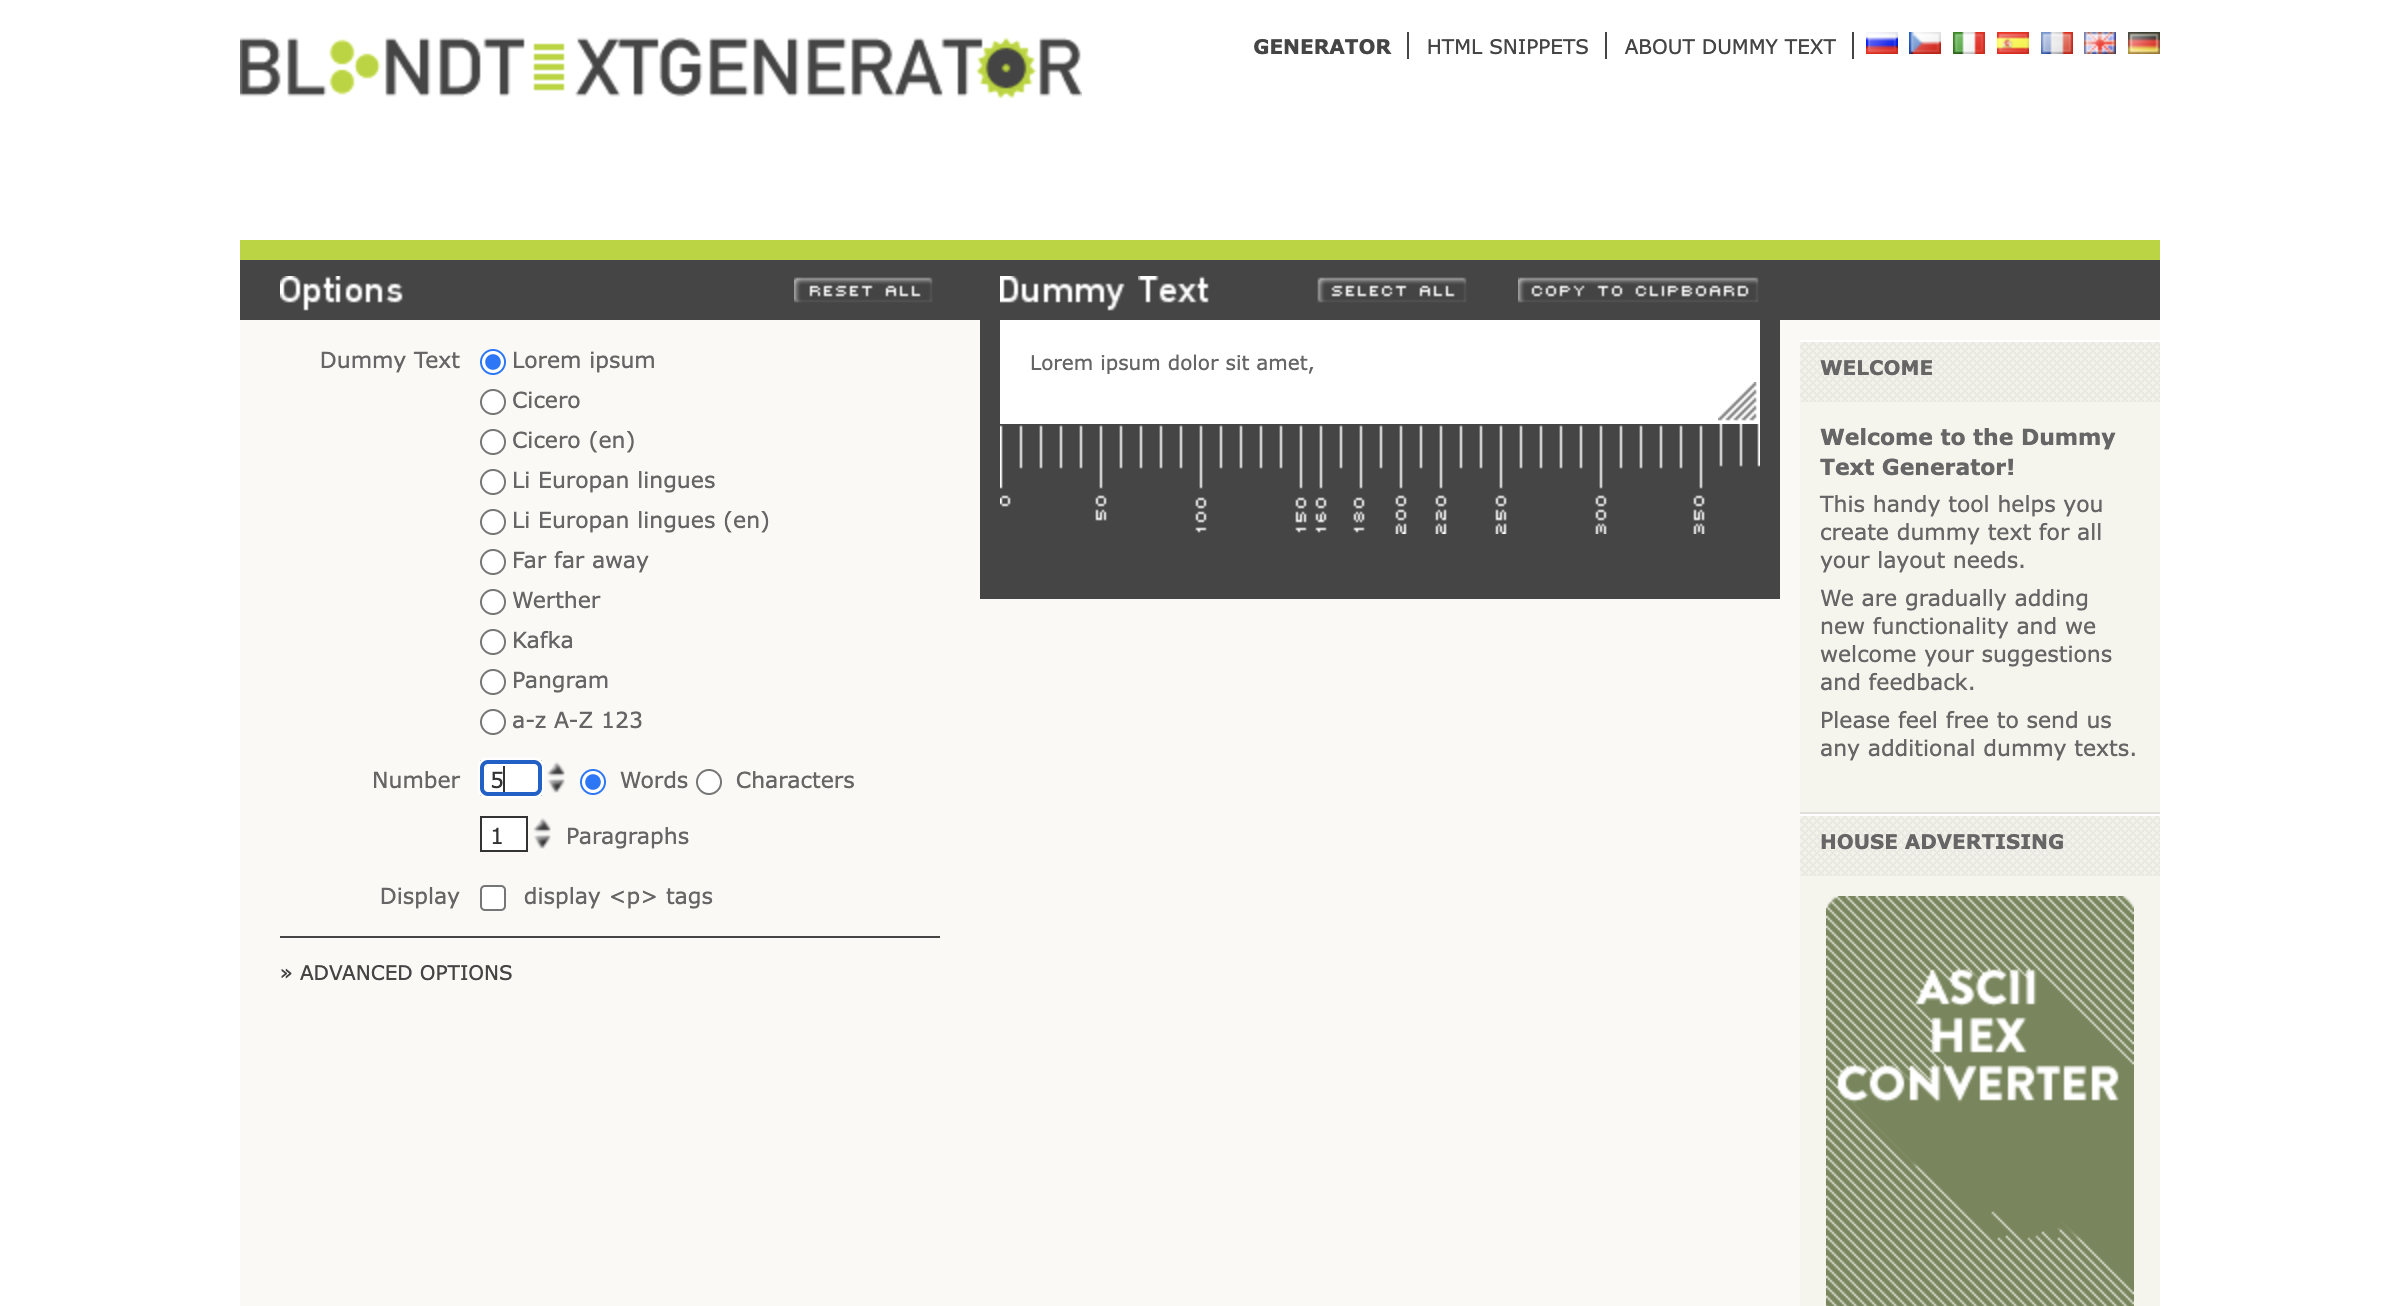 BLINDTEXTGENERATOR
GENERATOR
HTML SNIPPETS
ABOUT DUMMY TEXT
Options
RESET ALL
Dummy Text
SELECT ALL
COPY TO CLIPBOARD
Dummy Text
Lorem ipsum
Cicero
Cicero (en)
Li Europan lingues
Li Europan lingues (en)
Far far away
Werther
Kafka
Pangram
a-z A-Z 123
Number
5
Words
Characters
1
Paragraphs
Display
display <p> tags
» ADVANCED OPTIONS
Lorem ipsum dolor sit amet,
0
50
100
150
160
180
200
220
250
300
350
WELCOME
Welcome to the Dummy
Text Generator!
This handy tool helps you
create dummy text for all
your layout needs.
We are gradually adding
new functionality and we
welcome your suggestions
and feedback.
Please feel free to send us
any additional dummy texts.
HOUSE ADVERTISING
ASCII
HEX
CONVERTER